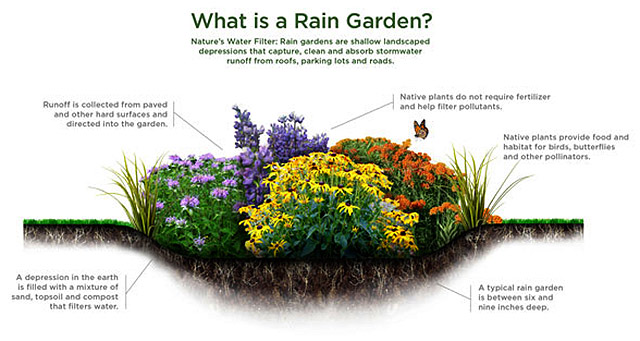 What is a Rain Garden?
Nature's Water Filter: Rain gardens are shallow landscaped
depressions that capture, clean and absorb stormwater
runoff from roofs, parking lots and roads.
Runoff is collected from paved
and other hard surfaces and
directed into the garden.
Native plants do not require fertilizer
and help filter pollutants.
Native plants provide food and
habitat for birds, butterflies
and other pollinators.
A depression in the earth
is filled with a mixture of
sand, topsoil and compost
that filters water.
A typical rain garden
is between six and
nine inches deep.